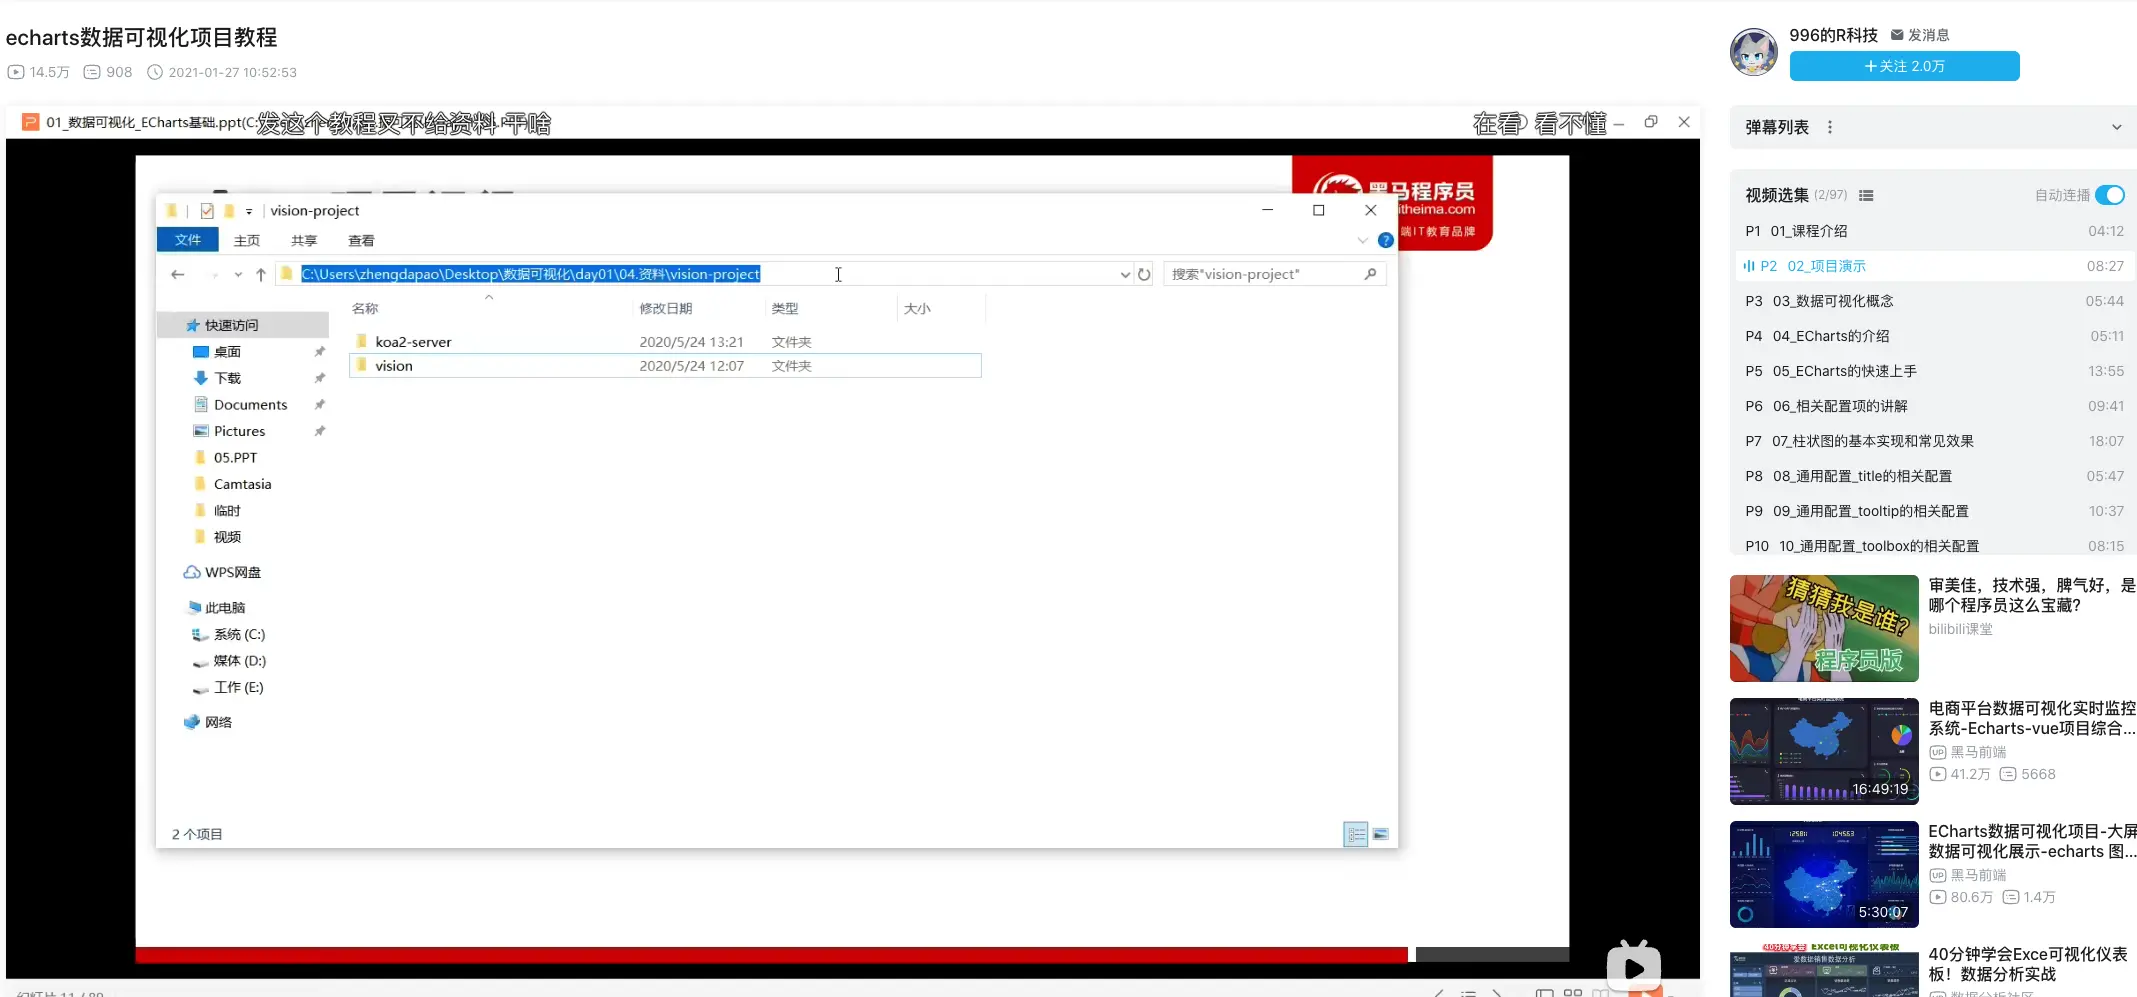 echarts数据可视化项目教程
14.5万 908 2021-01-27 10:52:53
01_数据可视化_ECharts基础.ppt(C:
发这个教程又不给资料 干啥
在看 看不懂
黑马程序员
itheima.com
端IT教育品牌
vision-project
文件 主页 共享 查看
C:\Users\zhengdapao\Desktop\数据可视化\day01\04.资料\vision-project
搜索"vision-project"
名称 修改日期 类型 大小
koa2-server 2020/5/24 13:21 文件夹
vision 2020/5/24 12:07 文件夹
快速访问
桌面
下载
Documents
Pictures
05.PPT
Camtasia
临时
视频
WPS网盘
此电脑
系统 (C:)
媒体 (D:)
工作 (E:)
网络
2 个项目
996的R科技 发消息
+关注 2.0万
弹幕列表
视频选集 (2/97) 自动连播
P1 01_课程介绍 04:12
P2 02_项目演示 08:27
P3 03_数据可视化概念 05:44
P4 04_ECharts的介绍 05:11
P5 05_ECharts的快速上手 13:55
P6 06_相关配置项的讲解 09:41
P7 07_柱状图的基本实现和常见效果 18:07
P8 08_通用配置_title的相关配置 05:47
P9 09_通用配置_tooltip的相关配置 10:37
P10 10_通用配置_toolbox的相关配置 08:15
猜猜我是谁?
程序员版
审美佳，技术强，脾气好，是
哪个程序员这么宝藏？
bilibili课堂
16:49:19
电商平台数据可视化实时监控
系统-Echarts-vue项目综合...
UP 黑马前端
41.2万 5668
5:30:07
ECharts数据可视化项目-大屏
数据可视化展示-echarts 图...
UP 黑马前端
80.6万 1.4万
40分钟学会Exce可视化仪表
板！数据分析实战